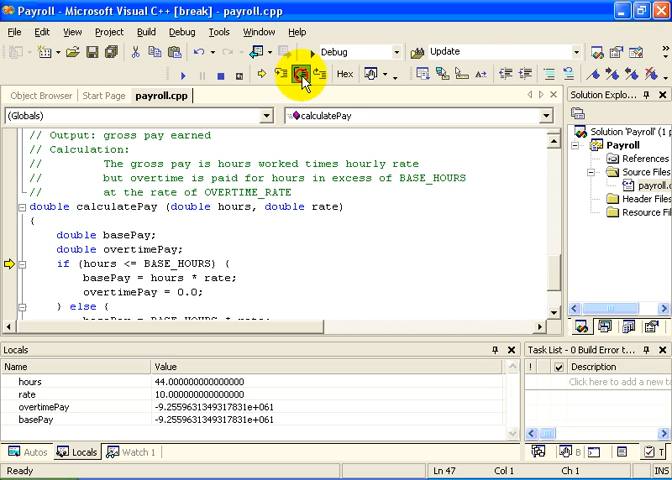 Payroll - Microsoft Visual C++ [break] - payroll.cpp
File Edit View Project Build Debug Tools Window Help
Debug Update
Hex
Object Browser Start Page payroll.cpp
(Globals) calculatePay
// Output: gross pay earned
// Calculation:
// The gross pay is hours worked times hourly rate
// but overtime is paid for hours in excess of BASE_HOURS
// at the rate of OVERTIME_RATE
double calculatePay (double hours, double rate)
{
double basePay;
double overtimePay;
if (hours <= BASE_HOURS) {
basePay = hours * rate;
overtimePay = 0.0;
} else {
Solution Explo...
Solution 'Payroll' (1 p
Payroll
References
Source Files
payroll.c
Header Files
Resource Fi
Locals
Name Value
hours 44.000000000000000
rate 10.000000000000000
overtimePay -9.2559631349317831e+061
basePay -9.2559631349317831e+061
Autos Locals Watch 1
Task List - 0 Build Error t...
! Description
Click here to add a new ta
B T
Ready Ln 47 Col 1 Ch 1 INS